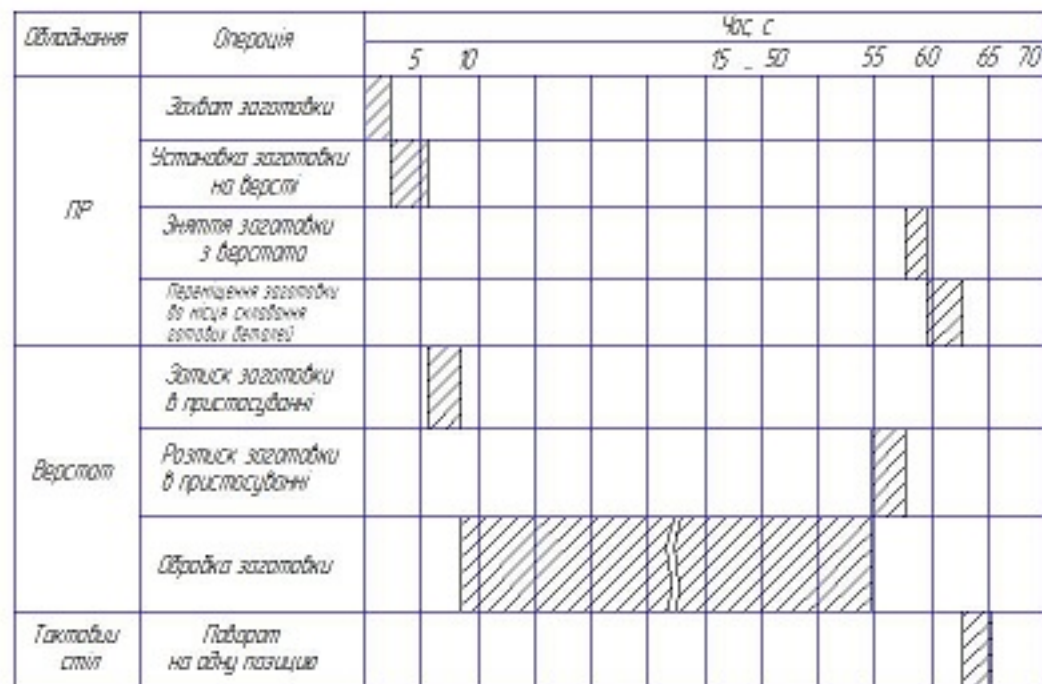 Обладнання
Операція
Час, с
5 10 15 _ 50 55 60 65 70
ПР
Захват заготовки
Установка заготовки
на версті
Зняття заготовки
з верстата
Переміщення заготовки
до місця складання
готових деталей
Верстат
Затиск заготовки
в пристосуванні
Розтиск заготовки
в пристосуванні
Обробка заготовки
Тактовий
стіл
Поворот
на одну позицию